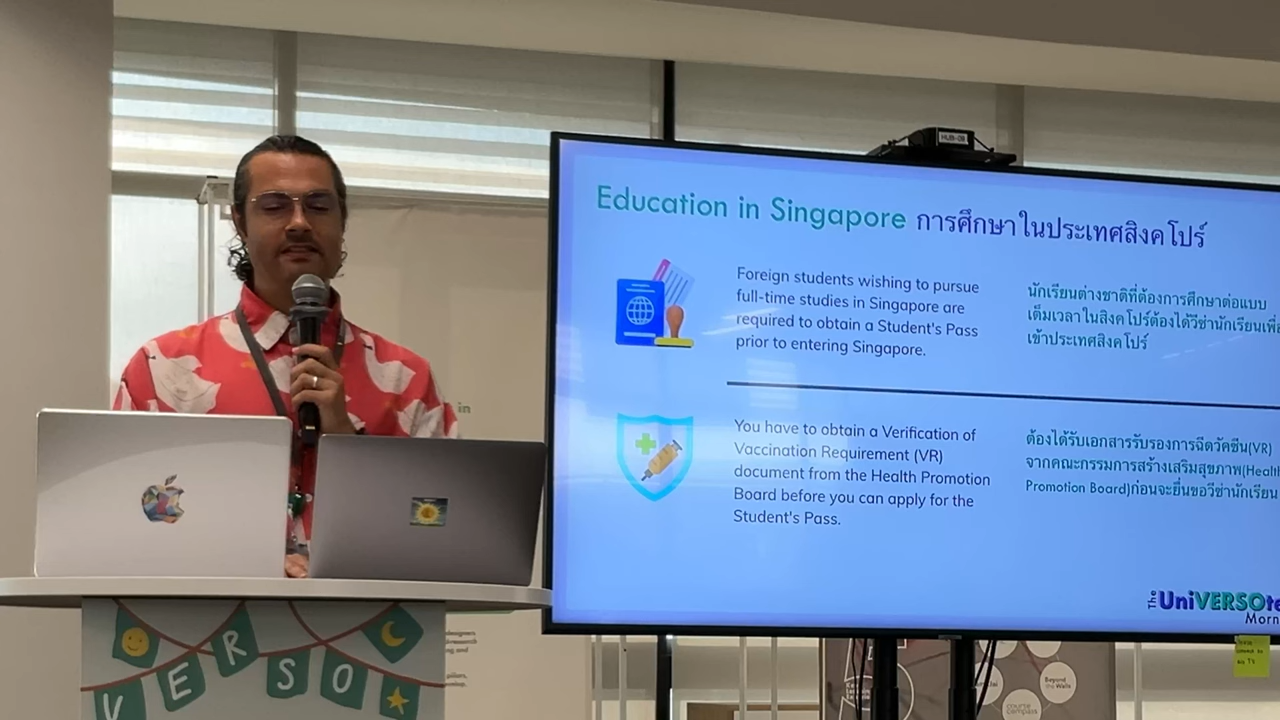 HUB-08
Education in Singapore การศึกษาในประเทศสิงคโปร์
Foreign students wishing to pursue
full-time studies in Singapore are
required to obtain a Student's Pass
prior to entering Singapore.
นักเรียนต่างชาติที่ต้องการศึกษาต่อแบบ
เต็มเวลาในสิงคโปร์ต้องได้วีซ่านักเรียนเพื่
เข้าประเทศสิงคโปร์
You have to obtain a Verification of
Vaccination Requirement (VR)
document from the Health Promotion
Board before you can apply for the
Student's Pass.
ต้องได้รับเอกสารรับรองการฉีดวัคซีน(VR)
จากคณะกรรมการสร้างเสริมสุขภาพ(Health
Promotion Board)ก่อนจะยื่นขอวีซ่านักเรียน
The UniVERSOte
Morn
in
VERSO
Beyond
the Walls
course
compass